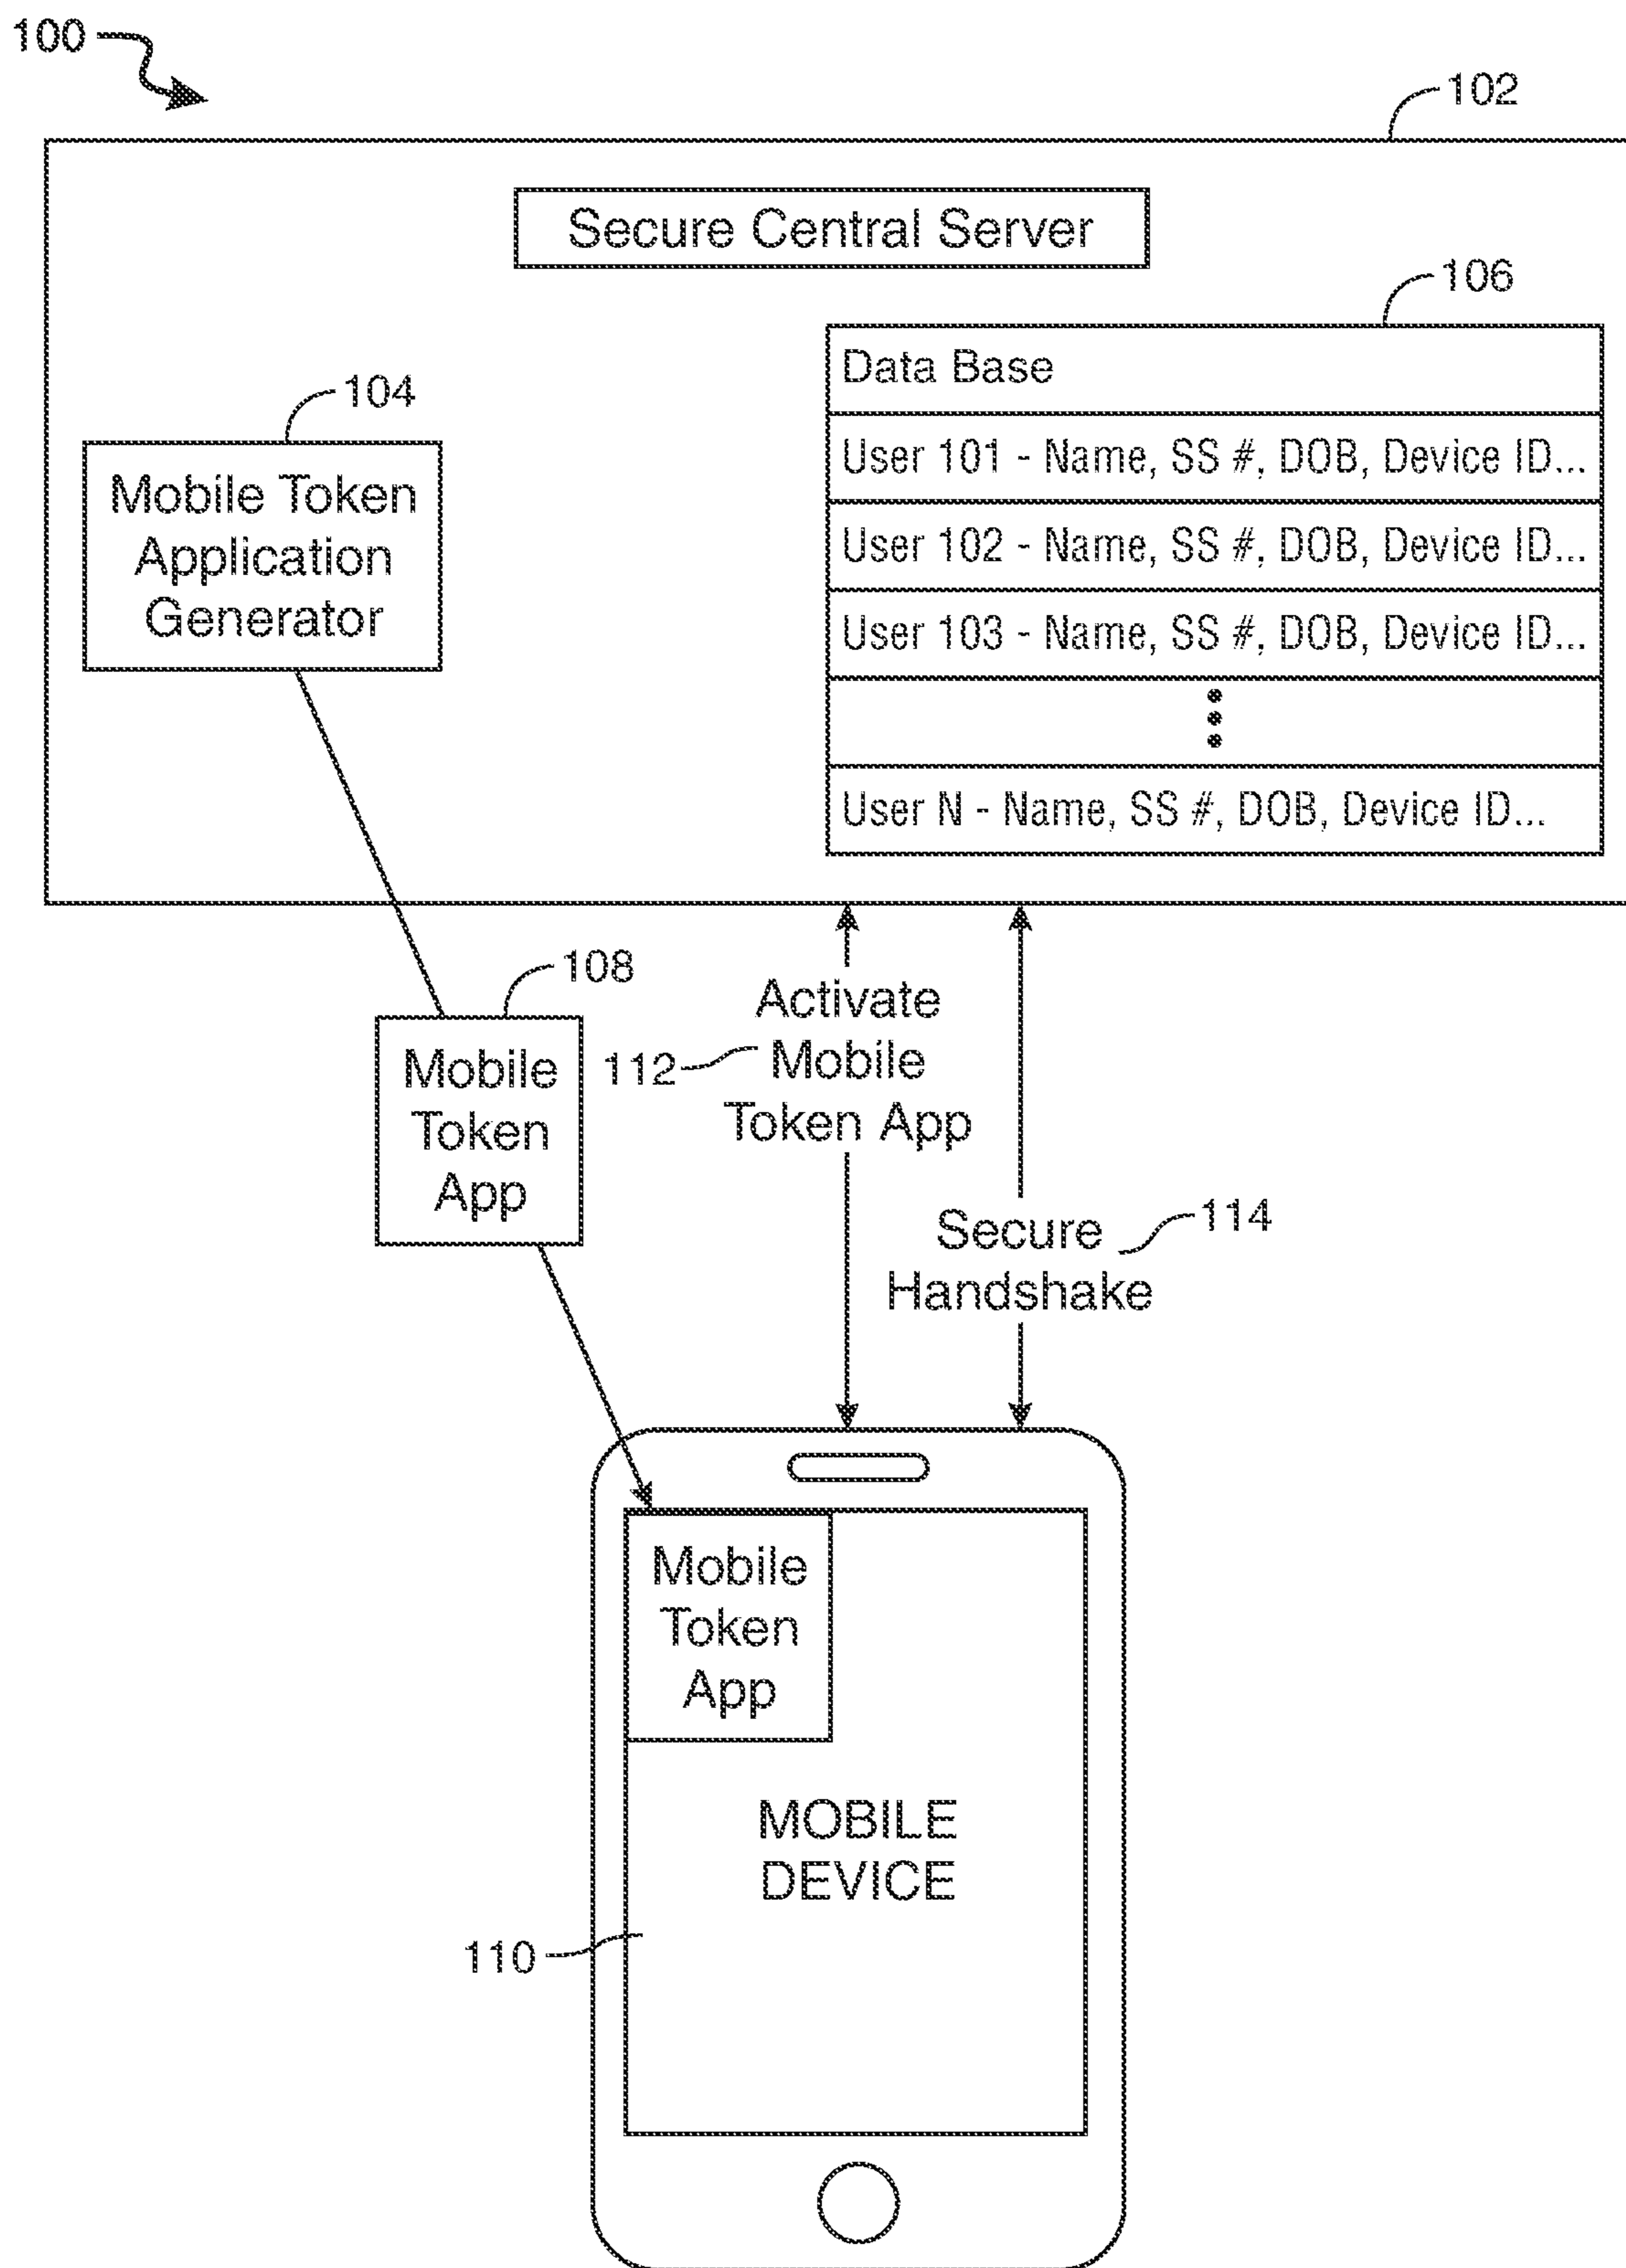 100
102
Secure Central Server
106
Data Base
104
User 101 - Name, SS #, DOB, Device ID...
Mobile Token
Application
Generator
User 102 - Name, SS #, DOB, Device ID...
User 103 - Name, SS #, DOB, Device ID...
User N - Name, SS #, DOB, Device ID...
108
Mobile
Token
App
112
Activate
Mobile
Token App
Secure
Handshake
114
Mobile
Token
App
MOBILE
DEVICE
110